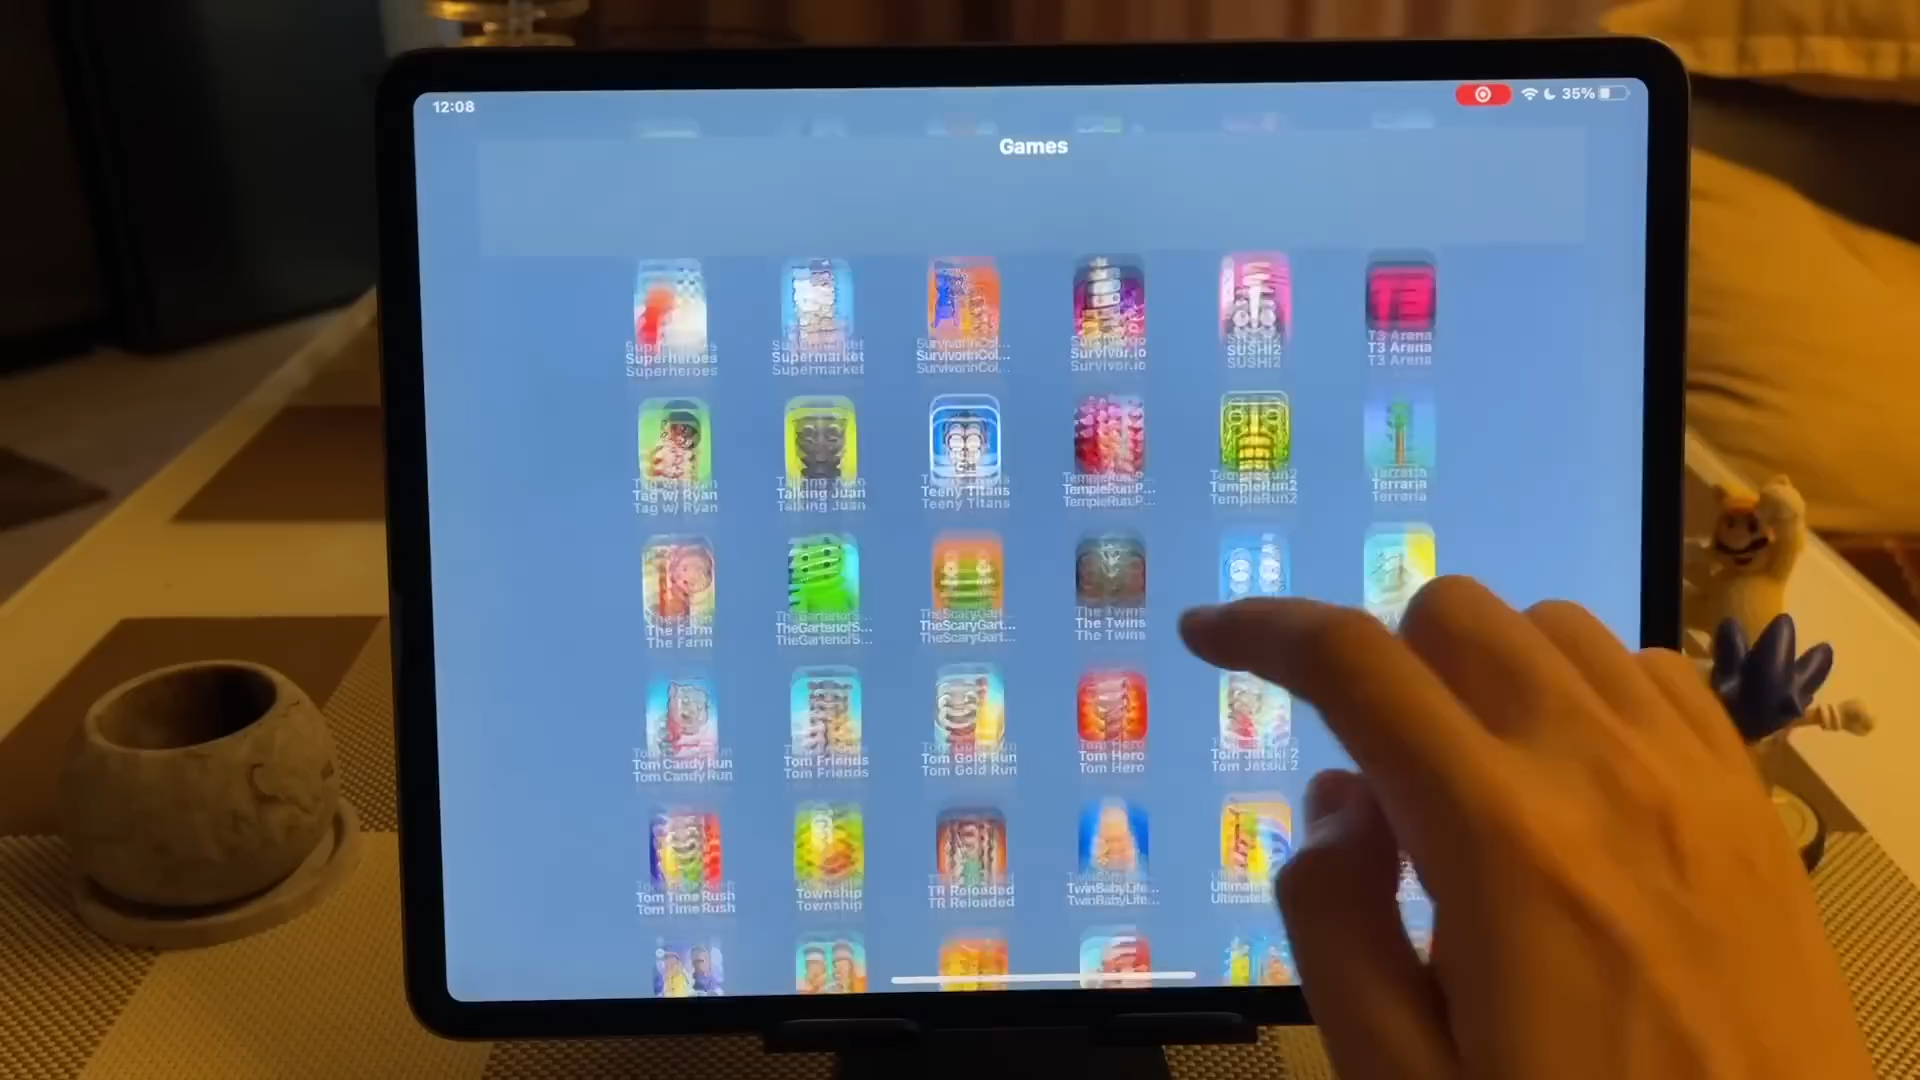 12:08
35%
Games
Superheroes Supermarket SurvivorinCol... Survivor.io SUSHI2 T3 Arena
Tag w/ Ryan Talking Juan Teeny Titans TempleRun:P... TempleRun2 Terraria
The Farm TheGartenofS... TheScaryGart... The Twins
Tom Candy Run Tom Friends Tom Gold Run Tom Hero Tom Jetski 2
Tom Time Rush Township TR Reloaded TwinBabyLife...